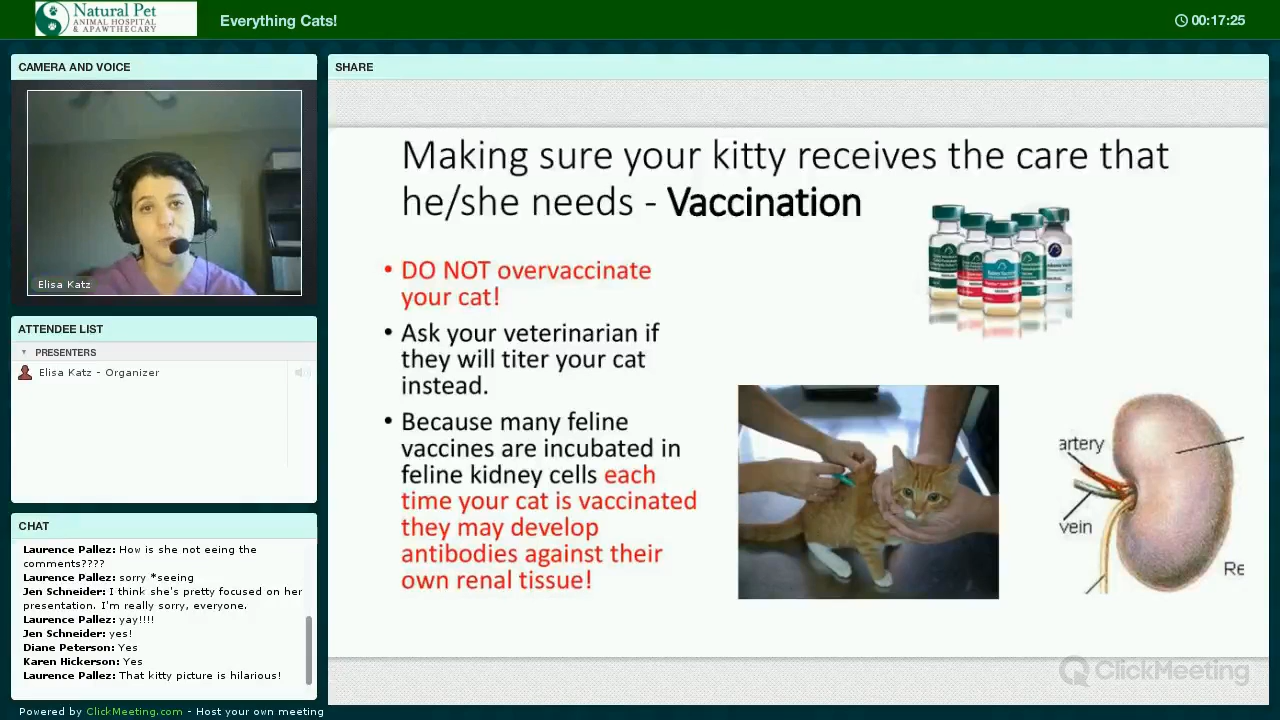 Natural Pet
ANIMAL HOSPITAL
& APAWTHECARY
Everything Cats!
00:17:25
CAMERA AND VOICE
Elisa Katz
ATTENDEE LIST
PRESENTERS
Elisa Katz - Organizer
CHAT
Laurence Pallez: How is she not eeing the
comments????
Laurence Pallez: sorry *seeing
Jen Schneider: I think she's pretty focused on her
presentation. I'm really sorry, everyone.
Laurence Pallez: yay!!!!
Jen Schneider: yes!
Diane Peterson: Yes
Karen Hickerson: Yes
Laurence Pallez: That kitty picture is hilarious!
SHARE
Making sure your kitty receives the care that
he/she needs - Vaccination
• DO NOT overvaccinate
your cat!
• Ask your veterinarian if
they will titer your cat
instead.
• Because many feline
vaccines are incubated in
feline kidney cells each
time your cat is vaccinated
they may develop
antibodies against their
own renal tissue!
artery
vein
Re
ClickMeeting
Powered by ClickMeeting.com - Host your own meeting